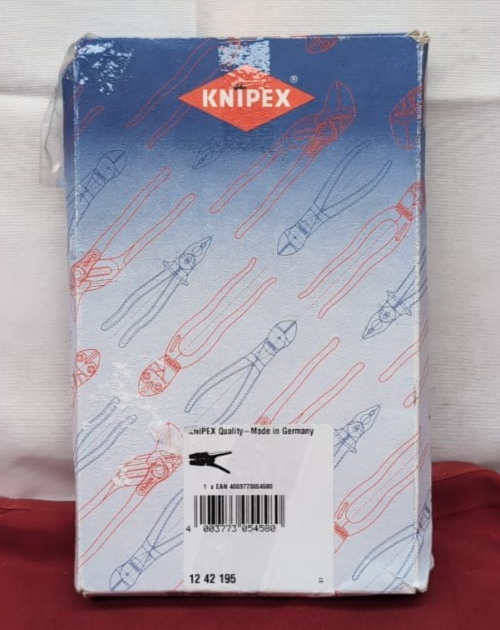 KNIPEX®
KNIPEX Quality – Made in Germany
1 x EAN 4003773054580
4 003773 054580
12 42 195